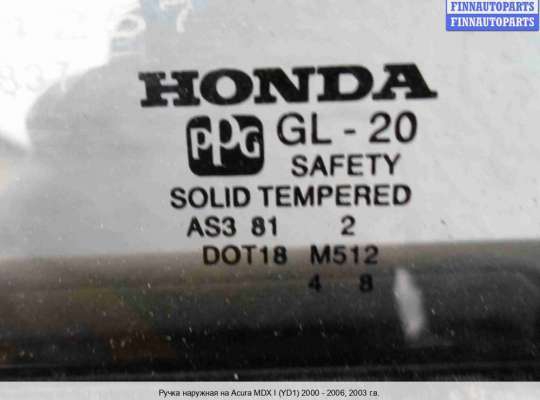 FINNAUTOPARTS
FINNAUTOPARTS
837
HONDA
PPG GL - 20
SAFETY
SOLID TEMPERED
AS3 81 2
DOT18 M512
4 8
Ручка наружная на Acura MDX I (YD1) 2000 - 2006, 2003 г.в.